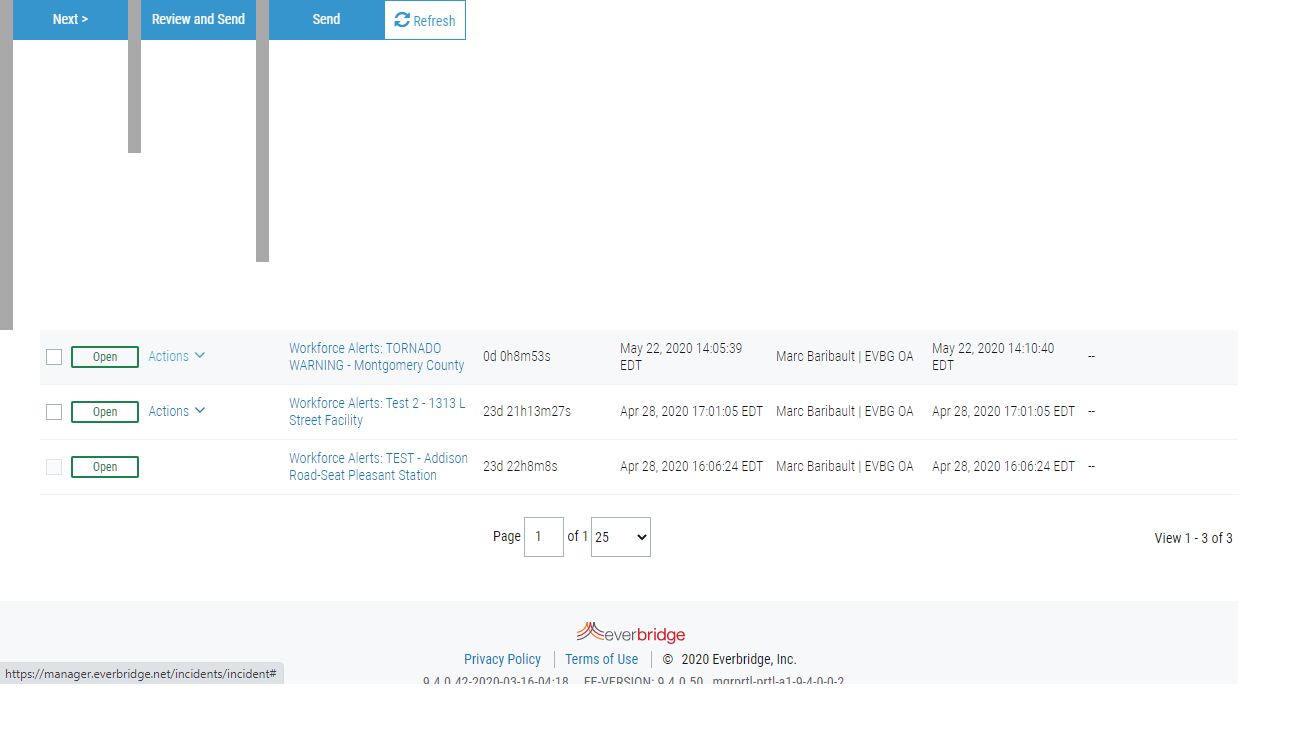 Next >
Review and Send
Send
Refresh
Open
Actions
Workforce Alerts: TORNADO
WARNING - Montgomery County
0d 0h8m53s
May 22, 2020 14:05:39
EDT
Marc Baribault | EVBG OA
May 22, 2020 14:10:40
EDT
--
Open
Actions
Workforce Alerts: Test 2 - 1313 L
Street Facility
23d 21h13m27s
Apr 28, 2020 17:01:05 EDT
Marc Baribault | EVBG OA
Apr 28, 2020 17:01:05 EDT
--
Open
Workforce Alerts: TEST - Addison
Road-Seat Pleasant Station
23d 22h8m8s
Apr 28, 2020 16:06:24 EDT
Marc Baribault | EVBG OA
Apr 28, 2020 16:06:24 EDT
--
Page 1 of 1 25
View 1 - 3 of 3
everbridge
Privacy Policy
Terms of Use
© 2020 Everbridge, Inc.
https://manager.everbridge.net/incidents/incident#
9.4.0.42-2020-03-16-04:18 FE-VERSION: 9.4.0.50 mgrprtl-prtl-a1-9-4-0-0-2